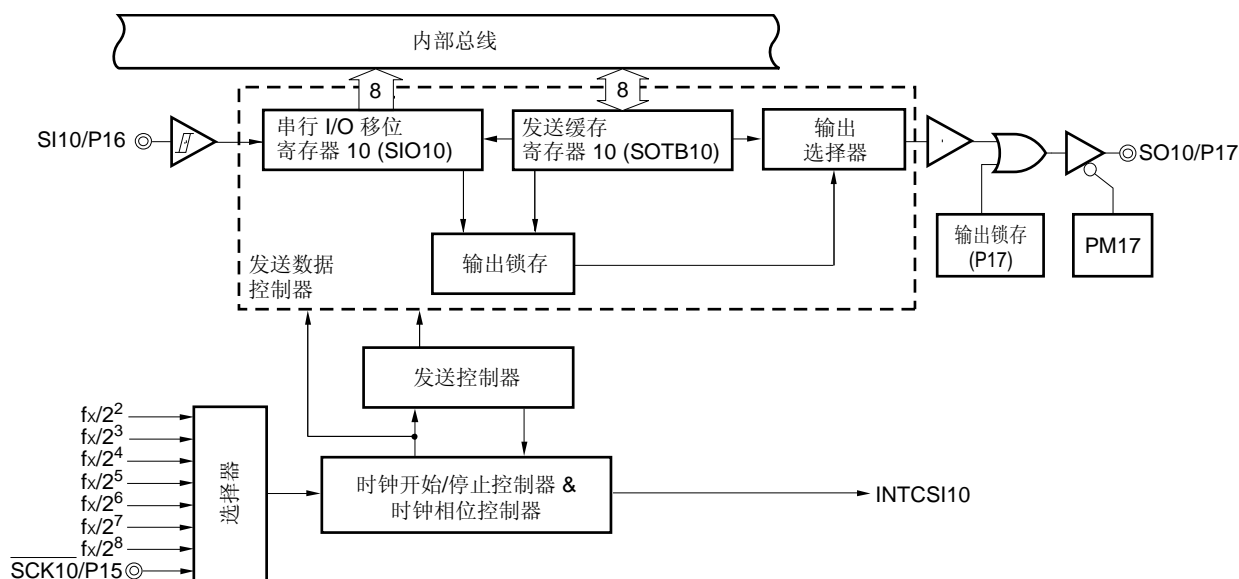 内部总线
8
8
SI10/P16
串行 I/O 移位
寄存器 10 (SIO10)
发送缓存
寄存器 10 (SOTB10)
输出
选择器
SO10/P17
输出锁存
(P17)
PM17
输出锁存
发送数据
控制器
发送控制器
fx/2²
fx/2³
fx/2⁴
fx/2⁵
fx/2⁶
fx/2⁷
fx/2⁸
SCK10/P15
选择器
时钟开始/停止控制器 &
时钟相位控制器
INTCSI10